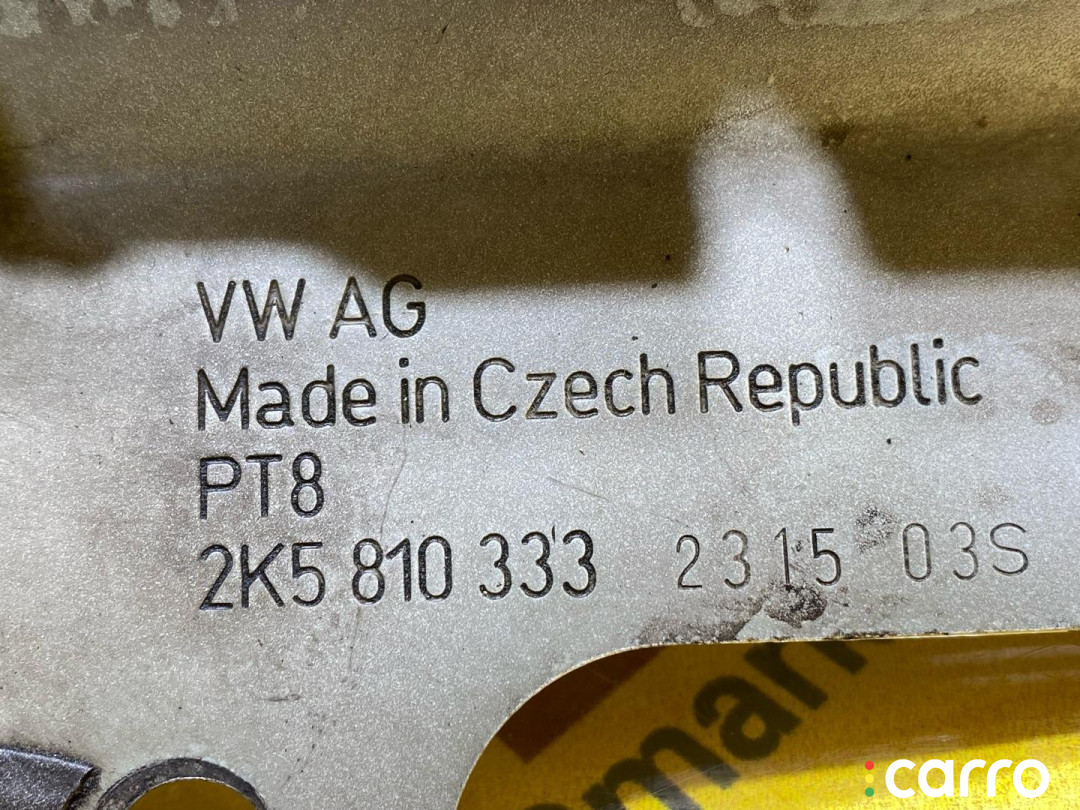 VW AG
Made in Czech Republic
PT8
2K5 810 333 2315 03S
carro